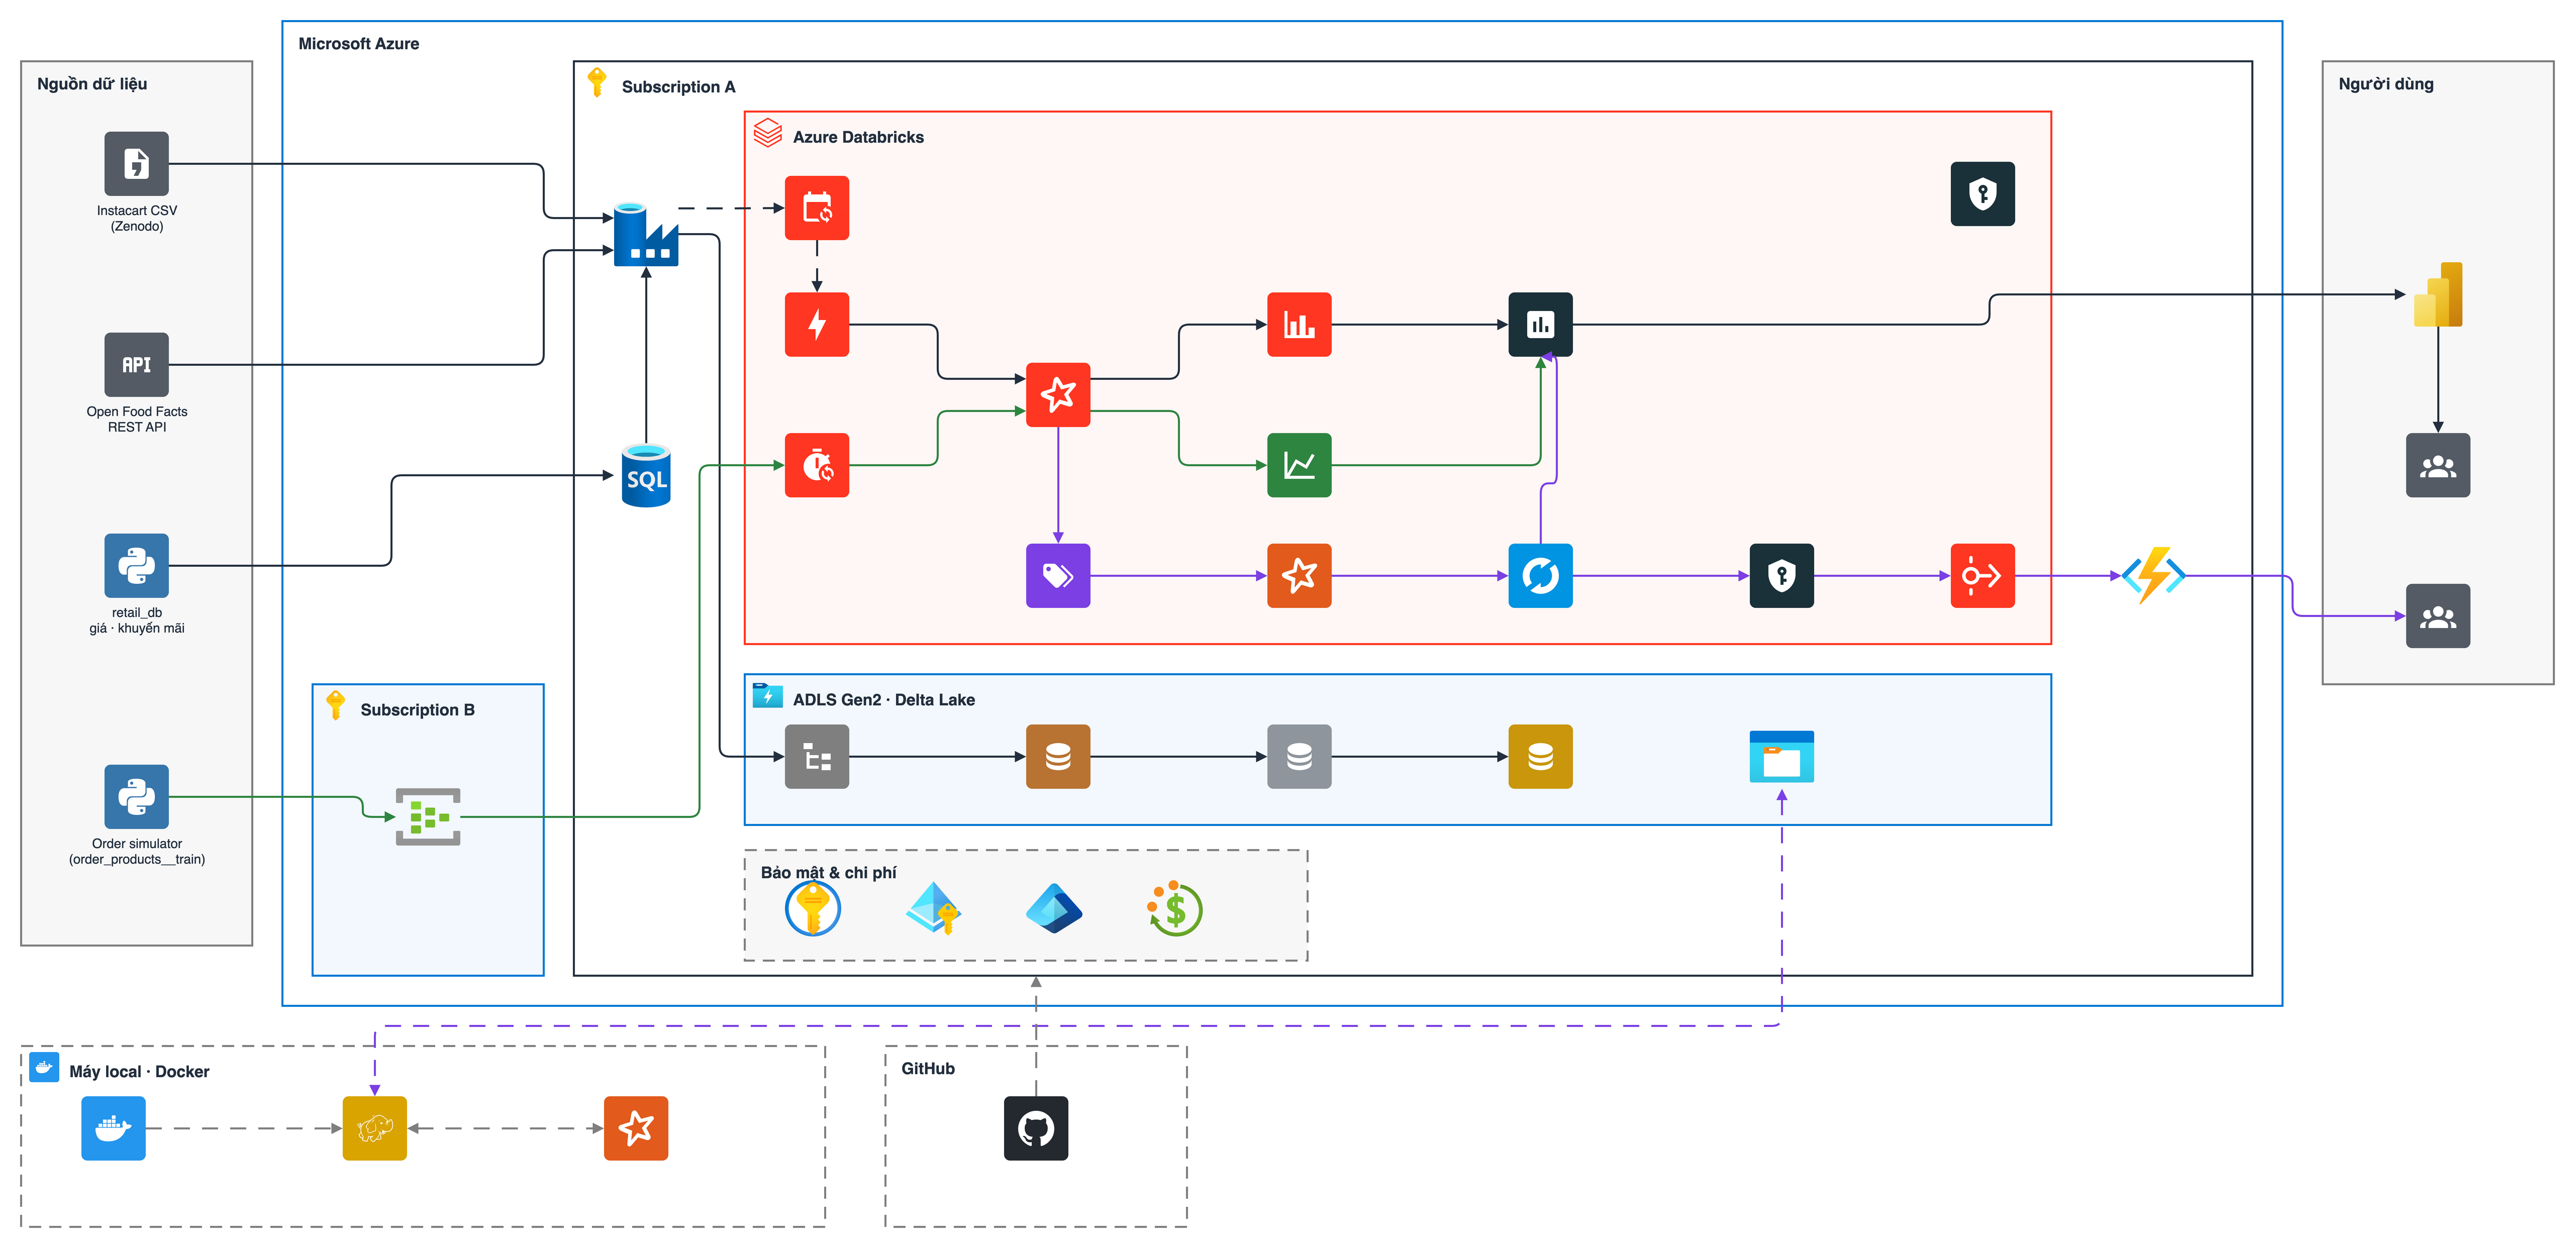 Microsoft Azure
Nguồn dữ liệu
Subscription A
Người dùng
Azure Databricks
Instacart CSV
(Zenodo)
API
Open Food Facts
REST API
SQL
retail_db
giá · khuyến mãi
Subscription B
ADLS Gen2 · Delta Lake
Order simulator
(order_products__train)
Bảo mật & chi phí
Máy local · Docker
GitHub